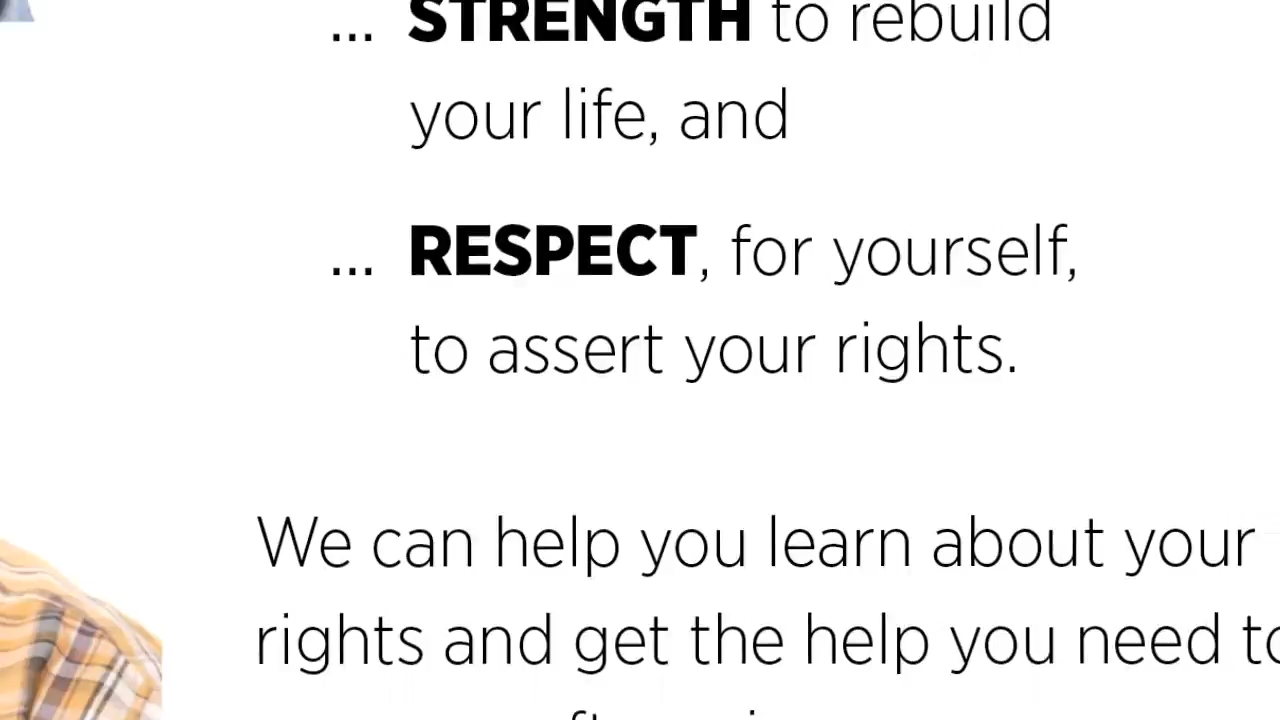 ... STRENGTH to rebuild
your life, and
... RESPECT, for yourself,
to assert your rights.
We can help you learn about your
rights and get the help you need to